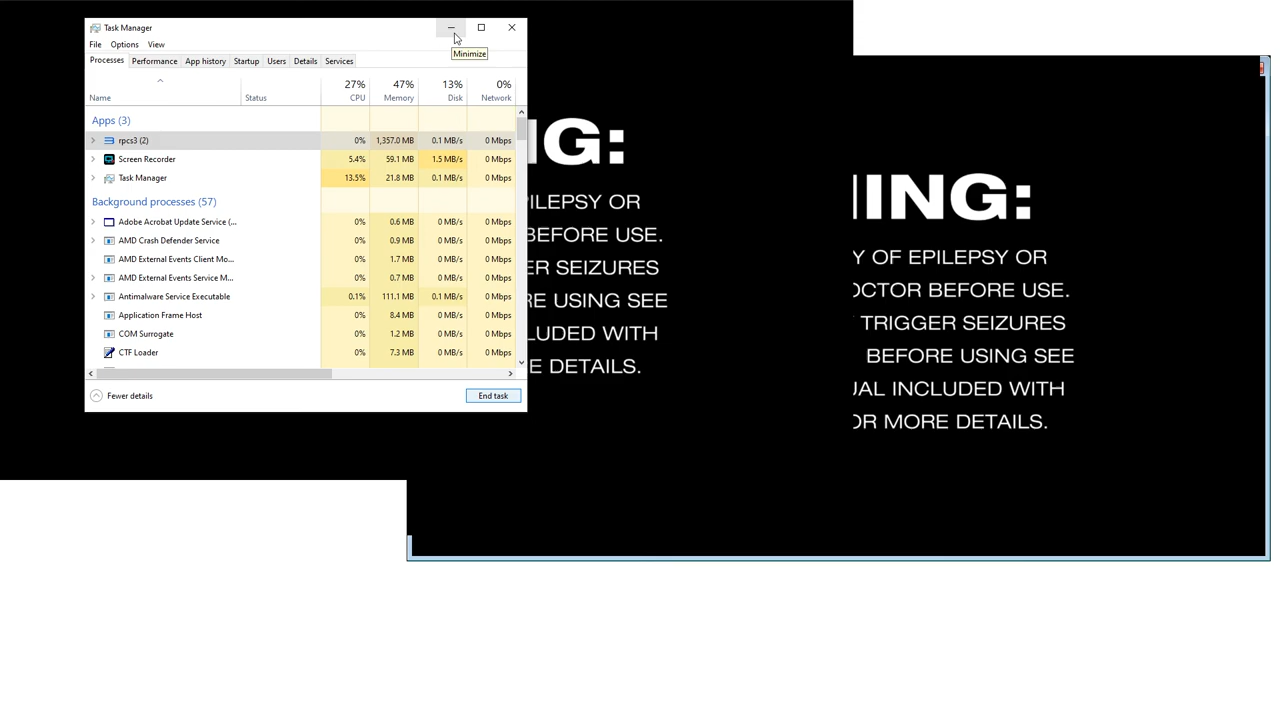 Task Manager
File Options View
Minimize
Processes Performance App history Startup Users Details Services
27% 47% 13% 0%
Name Status CPU Memory Disk Network
Apps (3)
rpcs3 (2) 0% 1,357.0 MB 0.1 MB/s 0 Mbps
Screen Recorder 5.4% 59.1 MB 1.5 MB/s 0 Mbps
Task Manager 13.5% 21.8 MB 0.1 MB/s 0 Mbps
Background processes (57)
Adobe Acrobat Update Service (... 0% 0.6 MB 0 MB/s 0 Mbps
AMD Crash Defender Service 0% 0.9 MB 0 MB/s 0 Mbps
AMD External Events Client Mo... 0% 1.7 MB 0 MB/s 0 Mbps
AMD External Events Service M... 0% 0.7 MB 0 MB/s 0 Mbps
Antimalware Service Executable 0.1% 111.1 MB 0.1 MB/s 0 Mbps
Application Frame Host 0% 8.4 MB 0 MB/s 0 Mbps
COM Surrogate 0% 1.2 MB 0 MB/s 0 Mbps
CTF Loader 0% 7.3 MB 0 MB/s 0 Mbps
Fewer details End task
NG:
PILEPSY OR
BEFORE USE.
ER SEIZURES
RE USING SEE
LUDED WITH
E DETAILS.
ING:
Y OF EPILEPSY OR
OCTOR BEFORE USE.
TRIGGER SEIZURES
BEFORE USING SEE
UAL INCLUDED WITH
OR MORE DETAILS.